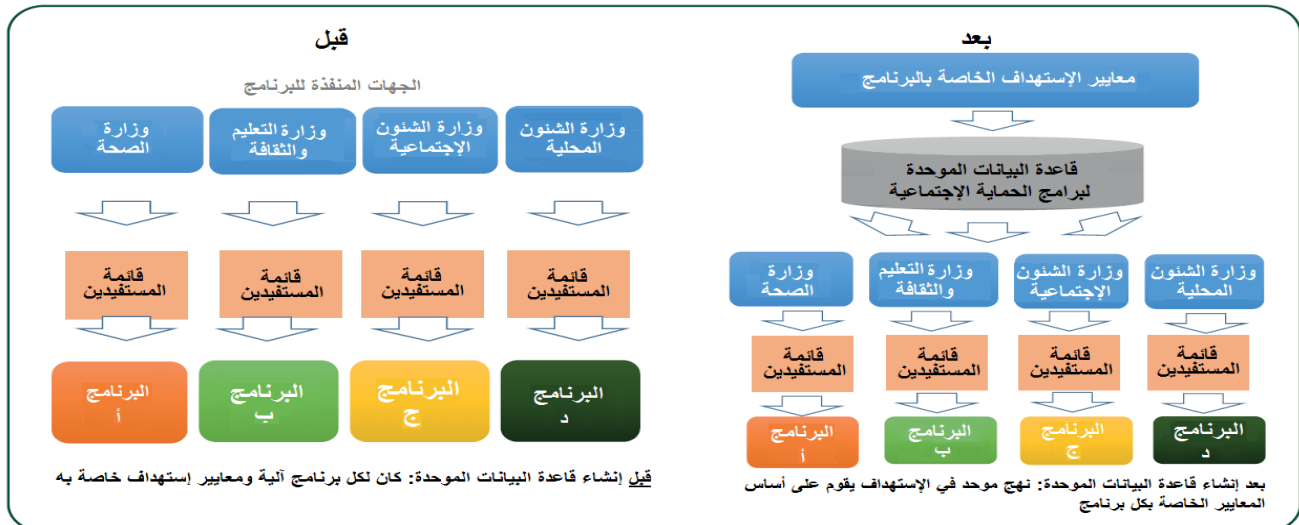 قبل
الجهات المنفذة للبرنامج
وزارة الشئون
المحلية
وزارة الشئون
الإجتماعية
وزارة التعليم
والثقافة
وزارة
الصحة
قائمة
المستفيدين
قائمة
المستفيدين
قائمة
المستفيدين
قائمة
المستفيدين
البرنامج
د
البرنامج
ج
البرنامج
ب
البرنامج
أ
قبل إنشاء قاعدة البيانات الموحدة: كان لكل برنامج آلية ومعايير إستهداف خاصة به
بعد
معايير الإستهداف الخاصة بالبرنامج
قاعدة البيانات الموحدة
لبرامج الحماية الإجتماعية
وزارة الشئون
المحلية
وزارة الشئون
الإجتماعية
وزارة التعليم
والثقافة
وزارة
الصحة
قائمة
المستفيدين
قائمة
المستفيدين
قائمة
المستفيدين
قائمة
المستفيدين
البرنامج
د
البرنامج
ج
البرنامج
ب
البرنامج
أ
بعد إنشاء قاعدة البيانات الموحدة: نهج موحد في الإستهداف يقوم على أساس
المعايير الخاصة بكل برنامج